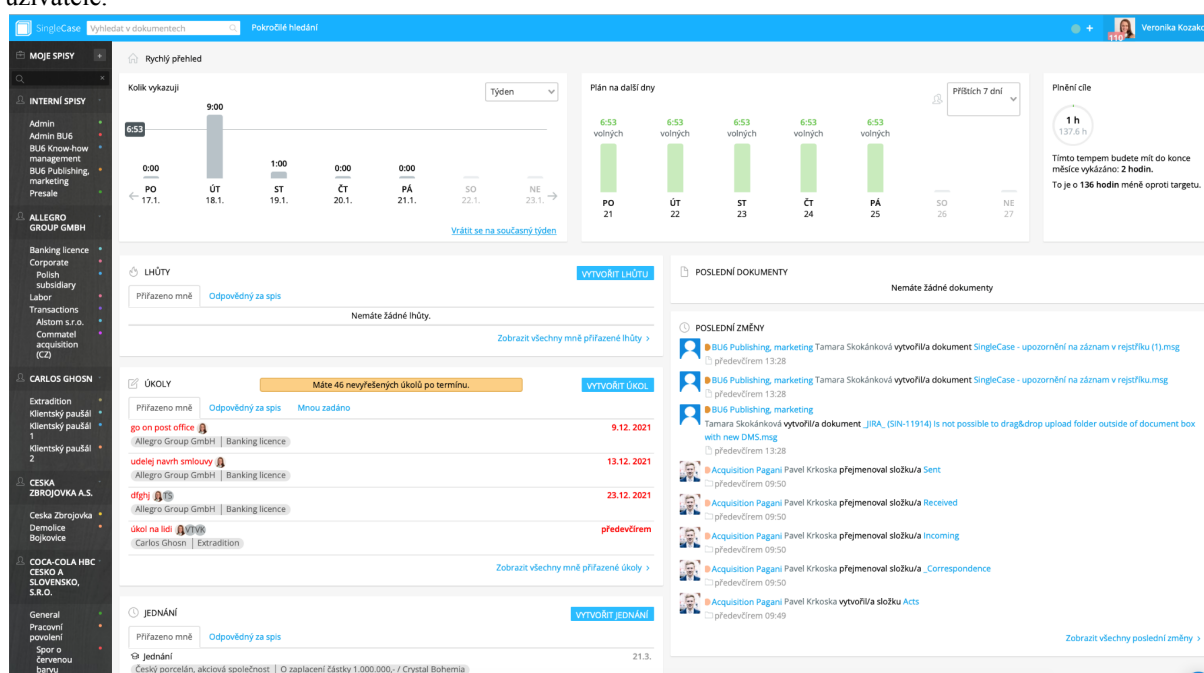 uživatele.
SingleCase Vyhledat v dokumentech Pokročilé hledání + 110 Veronika Kozako
MOJE SPISY +
×
INTERNÍ SPISY
Admin
Admin BU6
BU6 Know-how
management
BU6 Publishing,
marketing
Presale
ALLEGRO
GROUP GMBH
Banking licence
Corporate
Polish
subsidiary
Labor
Transactions
Alstom s.r.o.
Commatel
acquisition
(CZ)
CARLOS GHOSN
Extradition
Klientský paušál
Klientský paušál
1
Klientský paušál
2
CESKA
ZBROJOVKA A.S.
Ceska Zbrojovka
Demolice
Bojkovice
COCA-COLA HBC
CESKO A
SLOVENSKO,
S.R.O.
General
Pracovní
povolení
Spor o
červenou
barvu
Rychlý přehled
Kolik vykazuji Týden
6:53
0:00 9:00 1:00 0:00 0:00
PO ÚT ST ČT PÁ SO NE
17.1. 18.1. 19.1. 20.1. 21.1. 22.1. 23.1.
Vrátit se na současný týden
Plán na další dny Příštích 7 dní
6:53 6:53 6:53 6:53 6:53
volných volných volných volných volných
PO ÚT ST ČT PÁ SO NE
21 22 23 24 25 26 27
Plnění cíle
1 h
137.6 h
Tímto tempem budete mít do konce
měsíce vykázáno: 2 hodin.
To je o 136 hodin méně oproti targetu.
LHŮTY VYTVOŘIT LHŮTU
Přiřazeno mně Odpovědný za spis
Nemáte žádné lhůty.
Zobrazit všechny mně přiřazené lhůty >
ÚKOLY Máte 46 nevyřešených úkolů po termínu. VYTVOŘIT ÚKOL
Přiřazeno mně Odpovědný za spis Mnou zadáno
go on post office 9.12. 2021
Allegro Group GmbH | Banking licence
udelej navrh smlouvy 13.12. 2021
Allegro Group GmbH | Banking licence
dfghj TS 23.12. 2021
Allegro Group GmbH | Banking licence
úkol na lidi VTVK předevčírem
Carlos Ghosn | Extradition
Zobrazit všechny mně přiřazené úkoly >
JEDNÁNÍ VYTVOŘIT JEDNÁNÍ
Přiřazeno mně Odpovědný za spis
Jednání 21.3.
Český porcelán, akciová společnost | O zaplacení částky 1.000.000,- / Crystal Bohemia
POSLEDNÍ DOKUMENTY
Nemáte žádné dokumenty
POSLEDNÍ ZMĚNY
BU6 Publishing, marketing Tamara Skokánková vytvořil/a dokument SingleCase - upozornění na záznam v rejstříku (1).msg
předevčírem 13:28
BU6 Publishing, marketing Tamara Skokánková vytvořil/a dokument SingleCase - upozornění na záznam v rejstříku.msg
předevčírem 13:28
BU6 Publishing, marketing
Tamara Skokánková vytvořil/a dokument _JIRA_ (SIN-11914) is not possible to drag&drop upload folder outside of document box
with new DMS.msg
předevčírem 13:28
Acquisition Pagani Pavel Krkoska přejmenoval složku/a Sent
předevčírem 09:50
Acquisition Pagani Pavel Krkoska přejmenoval složku/a Received
předevčírem 09:50
Acquisition Pagani Pavel Krkoska přejmenoval složku/a Incoming
předevčírem 09:50
Acquisition Pagani Pavel Krkoska přejmenoval složku/a _Correspondence
předevčírem 09:50
Acquisition Pagani Pavel Krkoska vytvořil/a složku Acts
předevčírem 09:49
Zobrazit všechny poslední změny >